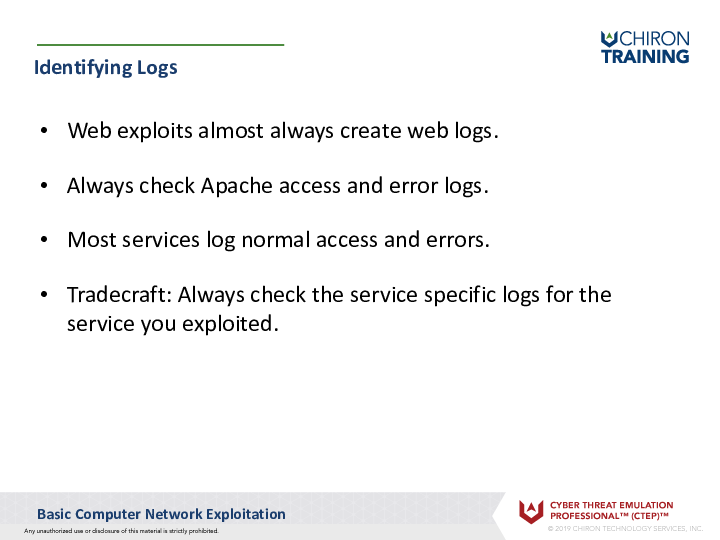 CHIRON
TRAINING
Identifying Logs
• Web exploits almost always create web logs.
• Always check Apache access and error logs.
• Most services log normal access and errors.
• Tradecraft: Always check the service specific logs for the
service you exploited.
Basic Computer Network Exploitation
Any unauthorized use or disclosure of this material is strictly prohibited.
CYBER THREAT EMULATION
PROFESSIONAL™ (CTEP)™
© 2019 CHIRON TECHNOLOGY SERVICES, INC.